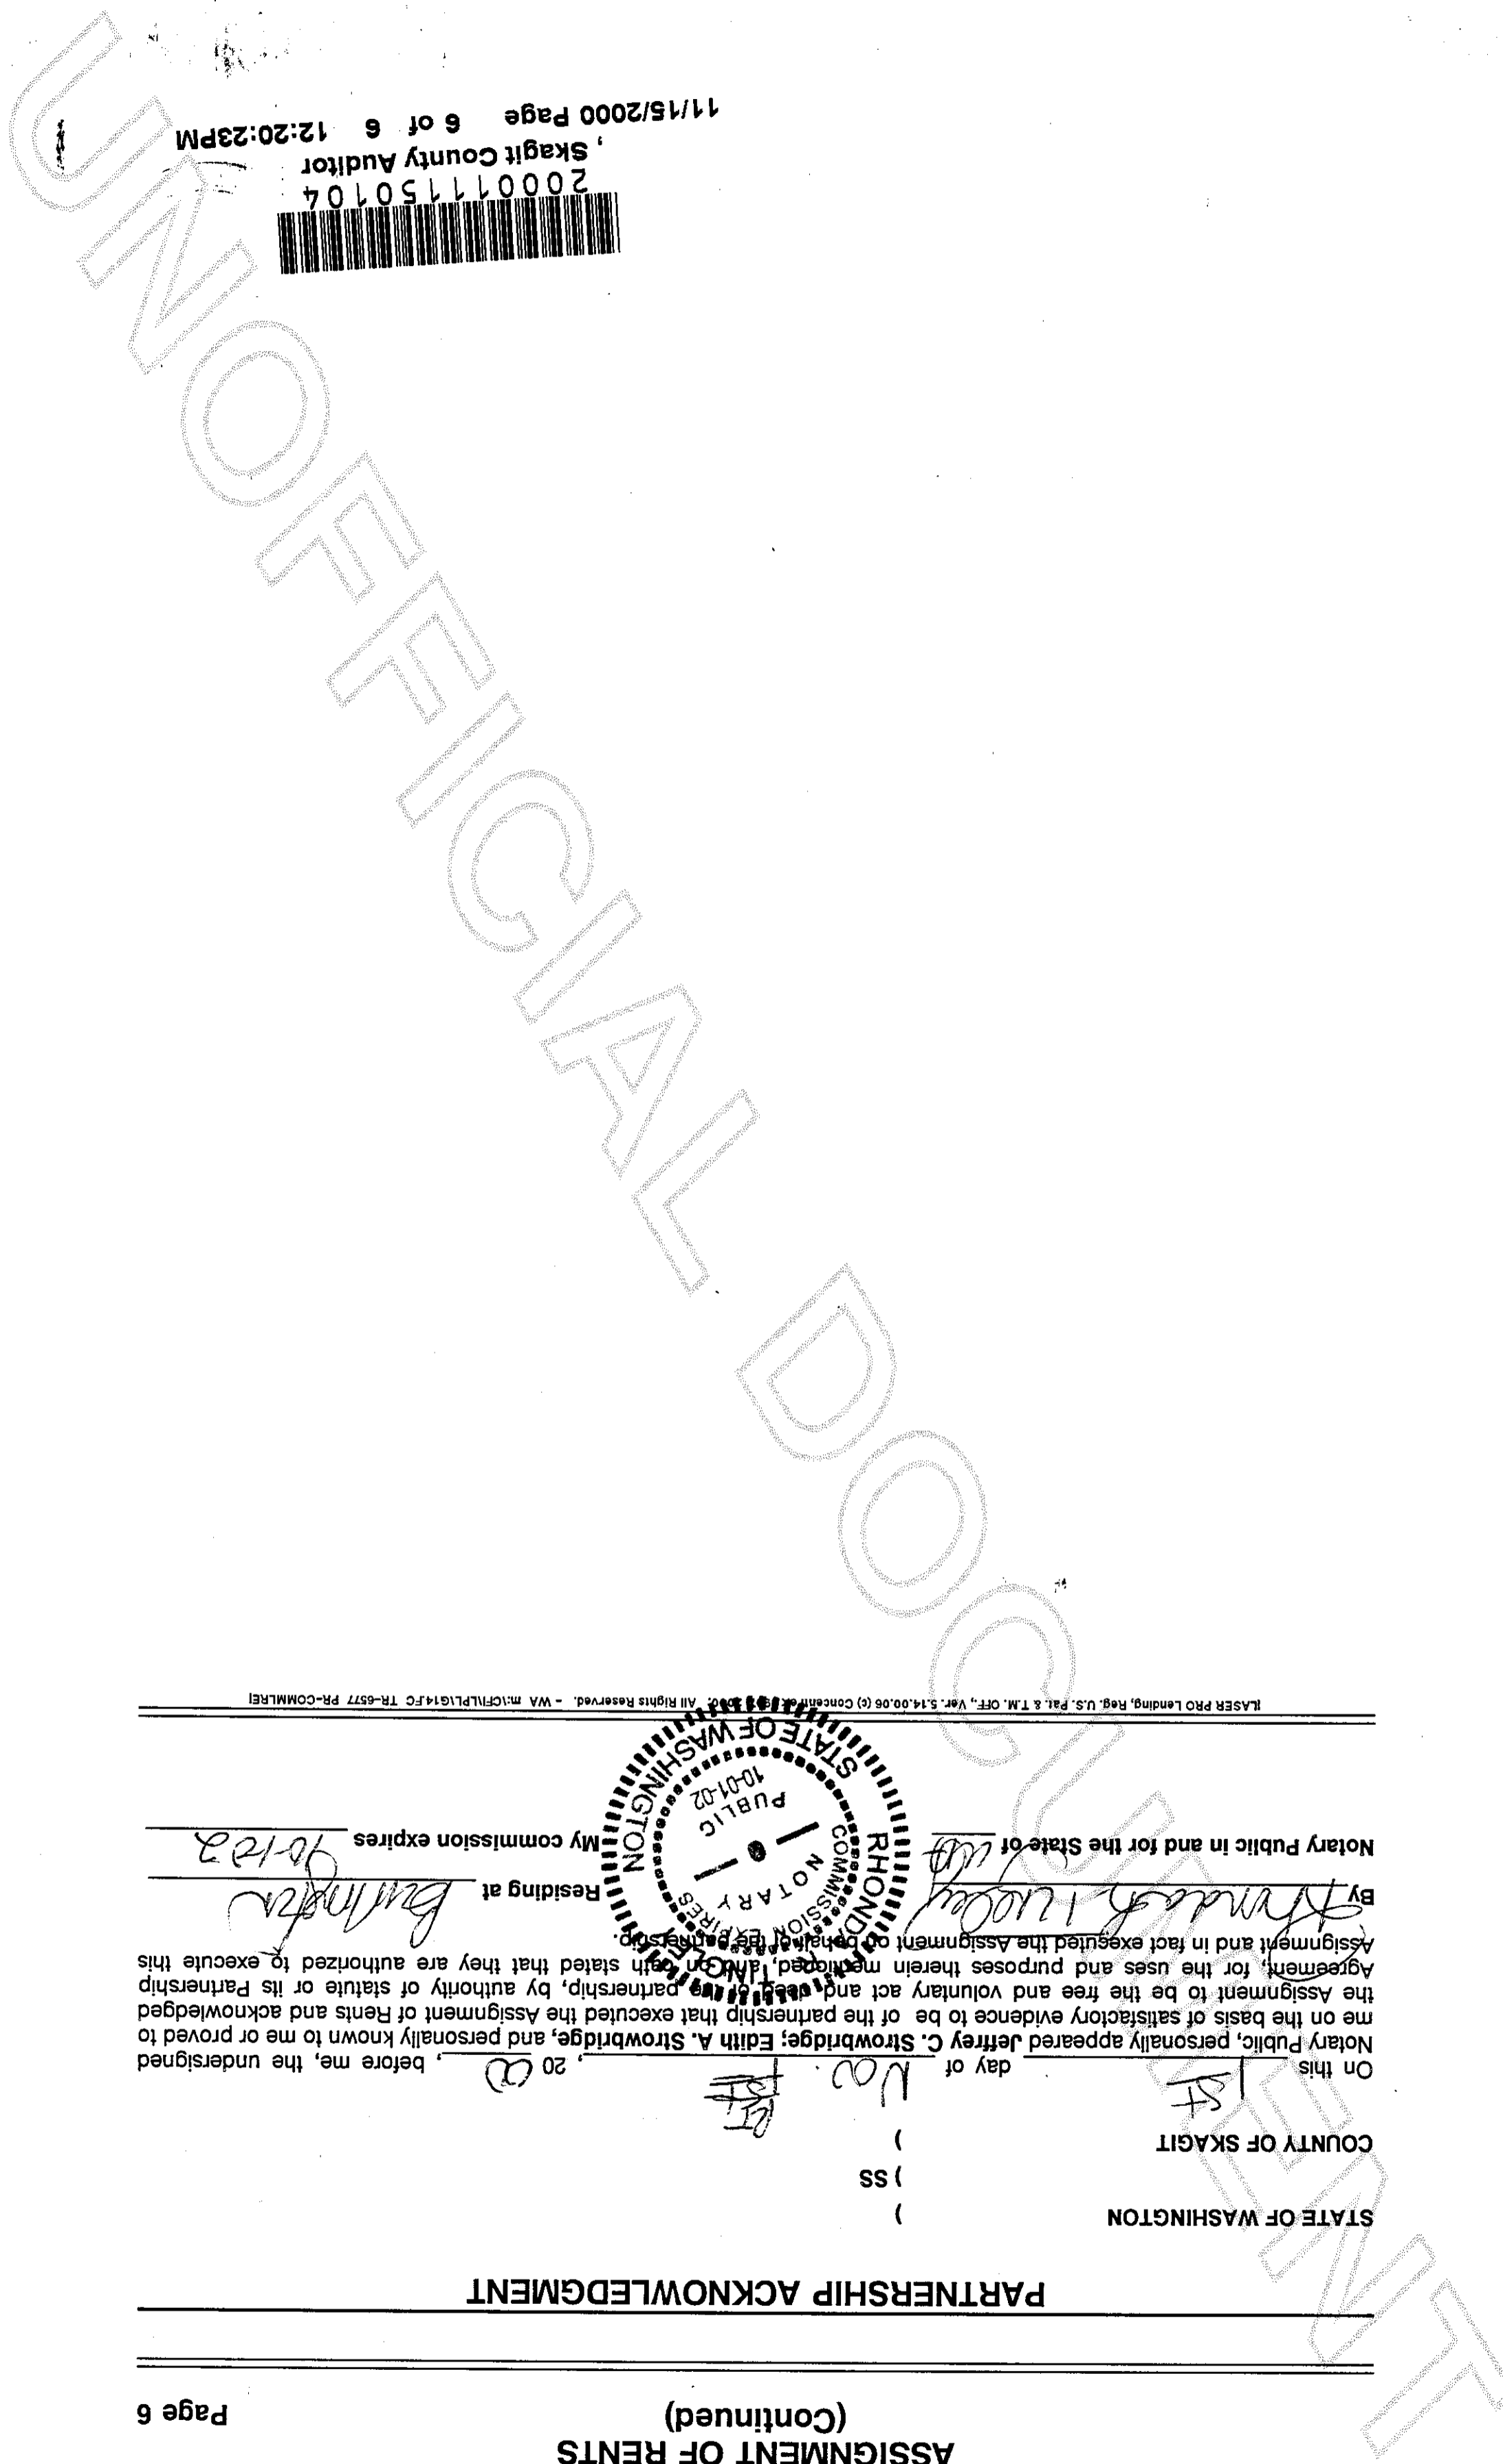 ASSIGNMENT OF RENTS
(Continued)
Page 6
PARTNERSHIP ACKNOWLEDGMENT
STATE OF WASHINGTON )
) SS
COUNTY OF SKAGIT )
On this 1st day of Nov. , 20 00 , before me, the undersigned
Notary Public, personally appeared Jeffrey C. Strowbridge; Edith A. Strowbridge, and personally known to me or proved to
me on the basis of satisfactory evidence to be of the partnership that executed the Assignment of Rents and acknowledged
the Assignment to be the free and voluntary act and deed of the partnership, by authority of statute or its Partnership
Agreement, for the uses and purposes therein mentioned, and on oath stated that they are authorized to execute this
Assignment and in fact executed the Assignment on behalf of the partnership.
By Residing at Burlington
Notary Public in and for the State of WA My commission expires 10-1-02
RHONDA
STATE OF WASHINGTON
COMMISSION EXPIRES
NOTARY
PUBLIC
10-01-02
[LASER PRO Lending, Reg. U.S. Pat. & T.M. OFF., Ver. 5.14.00.06 (c) Concentrex 2000. All Rights Reserved. - WA m:\CFI\LPL\G14.FC TR-6577 PR-COMMLRE]
UNOFFICIAL DOCUMENT
200011150104
, Skagit County Auditor
11/15/2000 Page 6 of 6 12:20:23PM